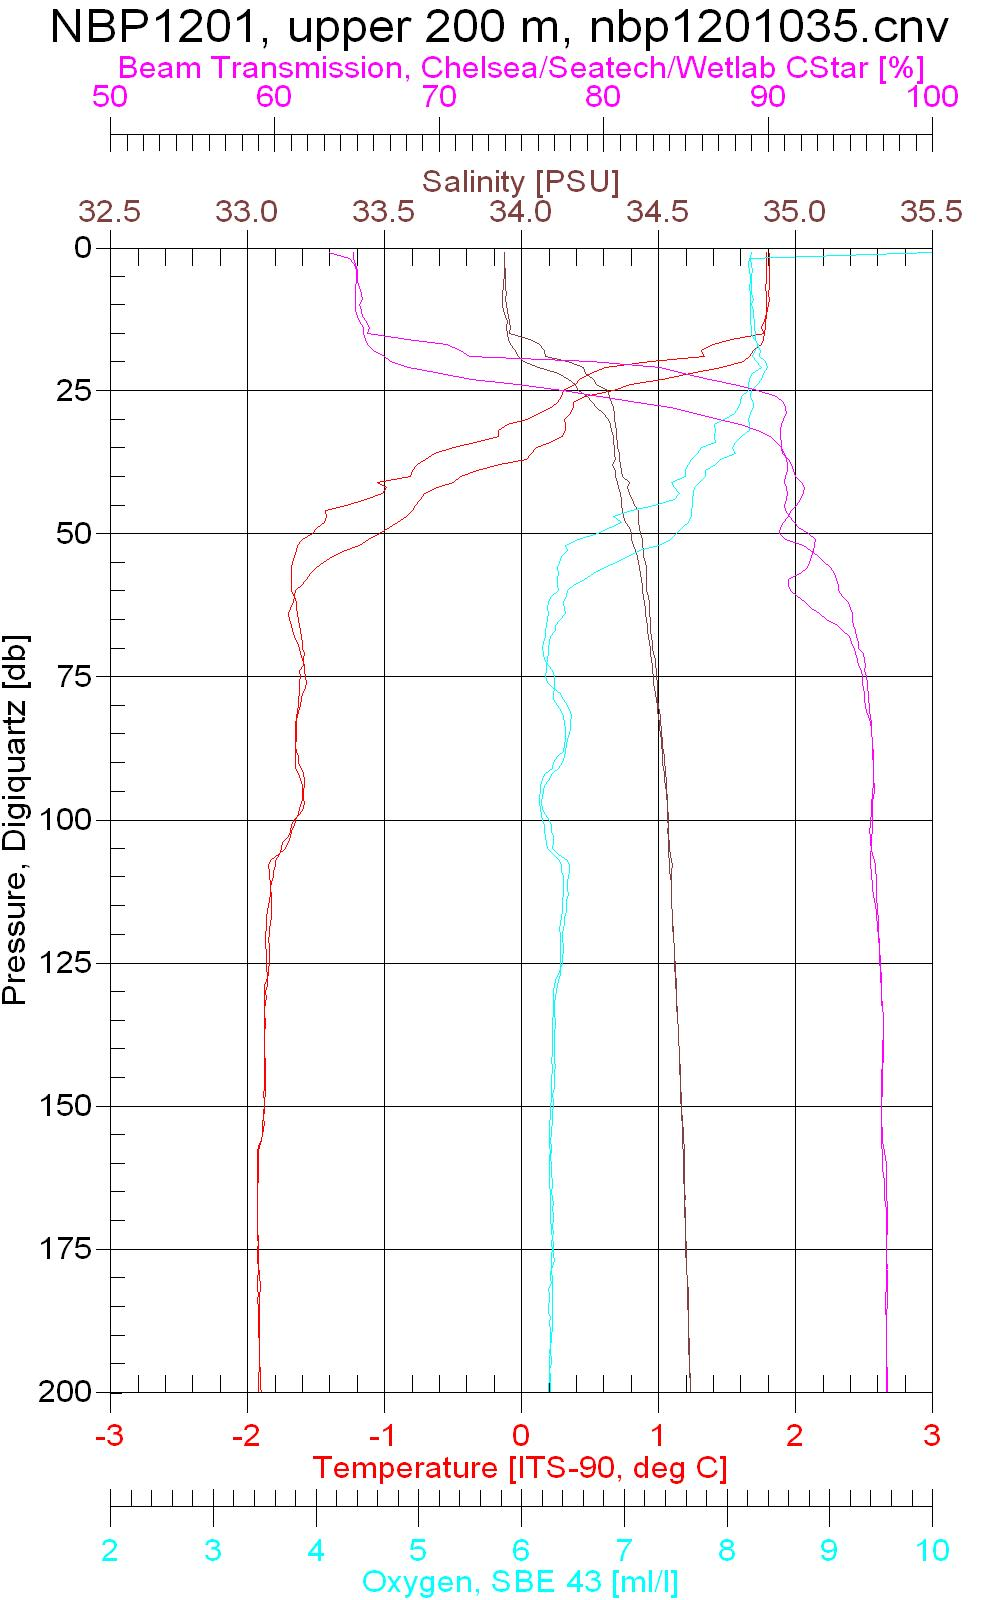 NBP1201, upper 200 m, nbp1201035.cnv
Beam Transmission, Chelsea/Seatech/Wetlab CStar [%]
50 60 70 80 90 100
Salinity [PSU]
32.5 33.0 33.5 34.0 34.5 35.0 35.5
Pressure, Digiquartz [db]
0
25
50
75
100
125
150
175
200
-3 -2 -1 0 1 2 3
Temperature [ITS-90, deg C]
2 3 4 5 6 7 8 9 10
Oxygen, SBE 43 [ml/l]